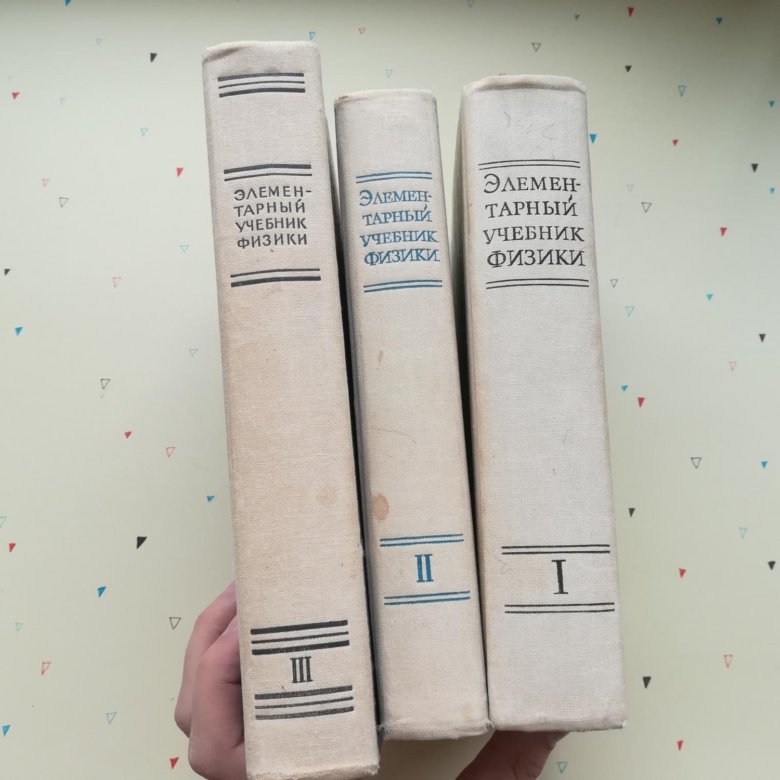 ЭЛЕМЕН-
ТАРНЫЙ
УЧЕБНИК
ФИЗИКИ
III
ЭЛЕМЕН-
ТАРНЫЙ
УЧЕБНИК
ФИЗИКИ
II
ЭЛЕМЕН-
ТАРНЫЙ
УЧЕБНИК
ФИЗИКИ
I